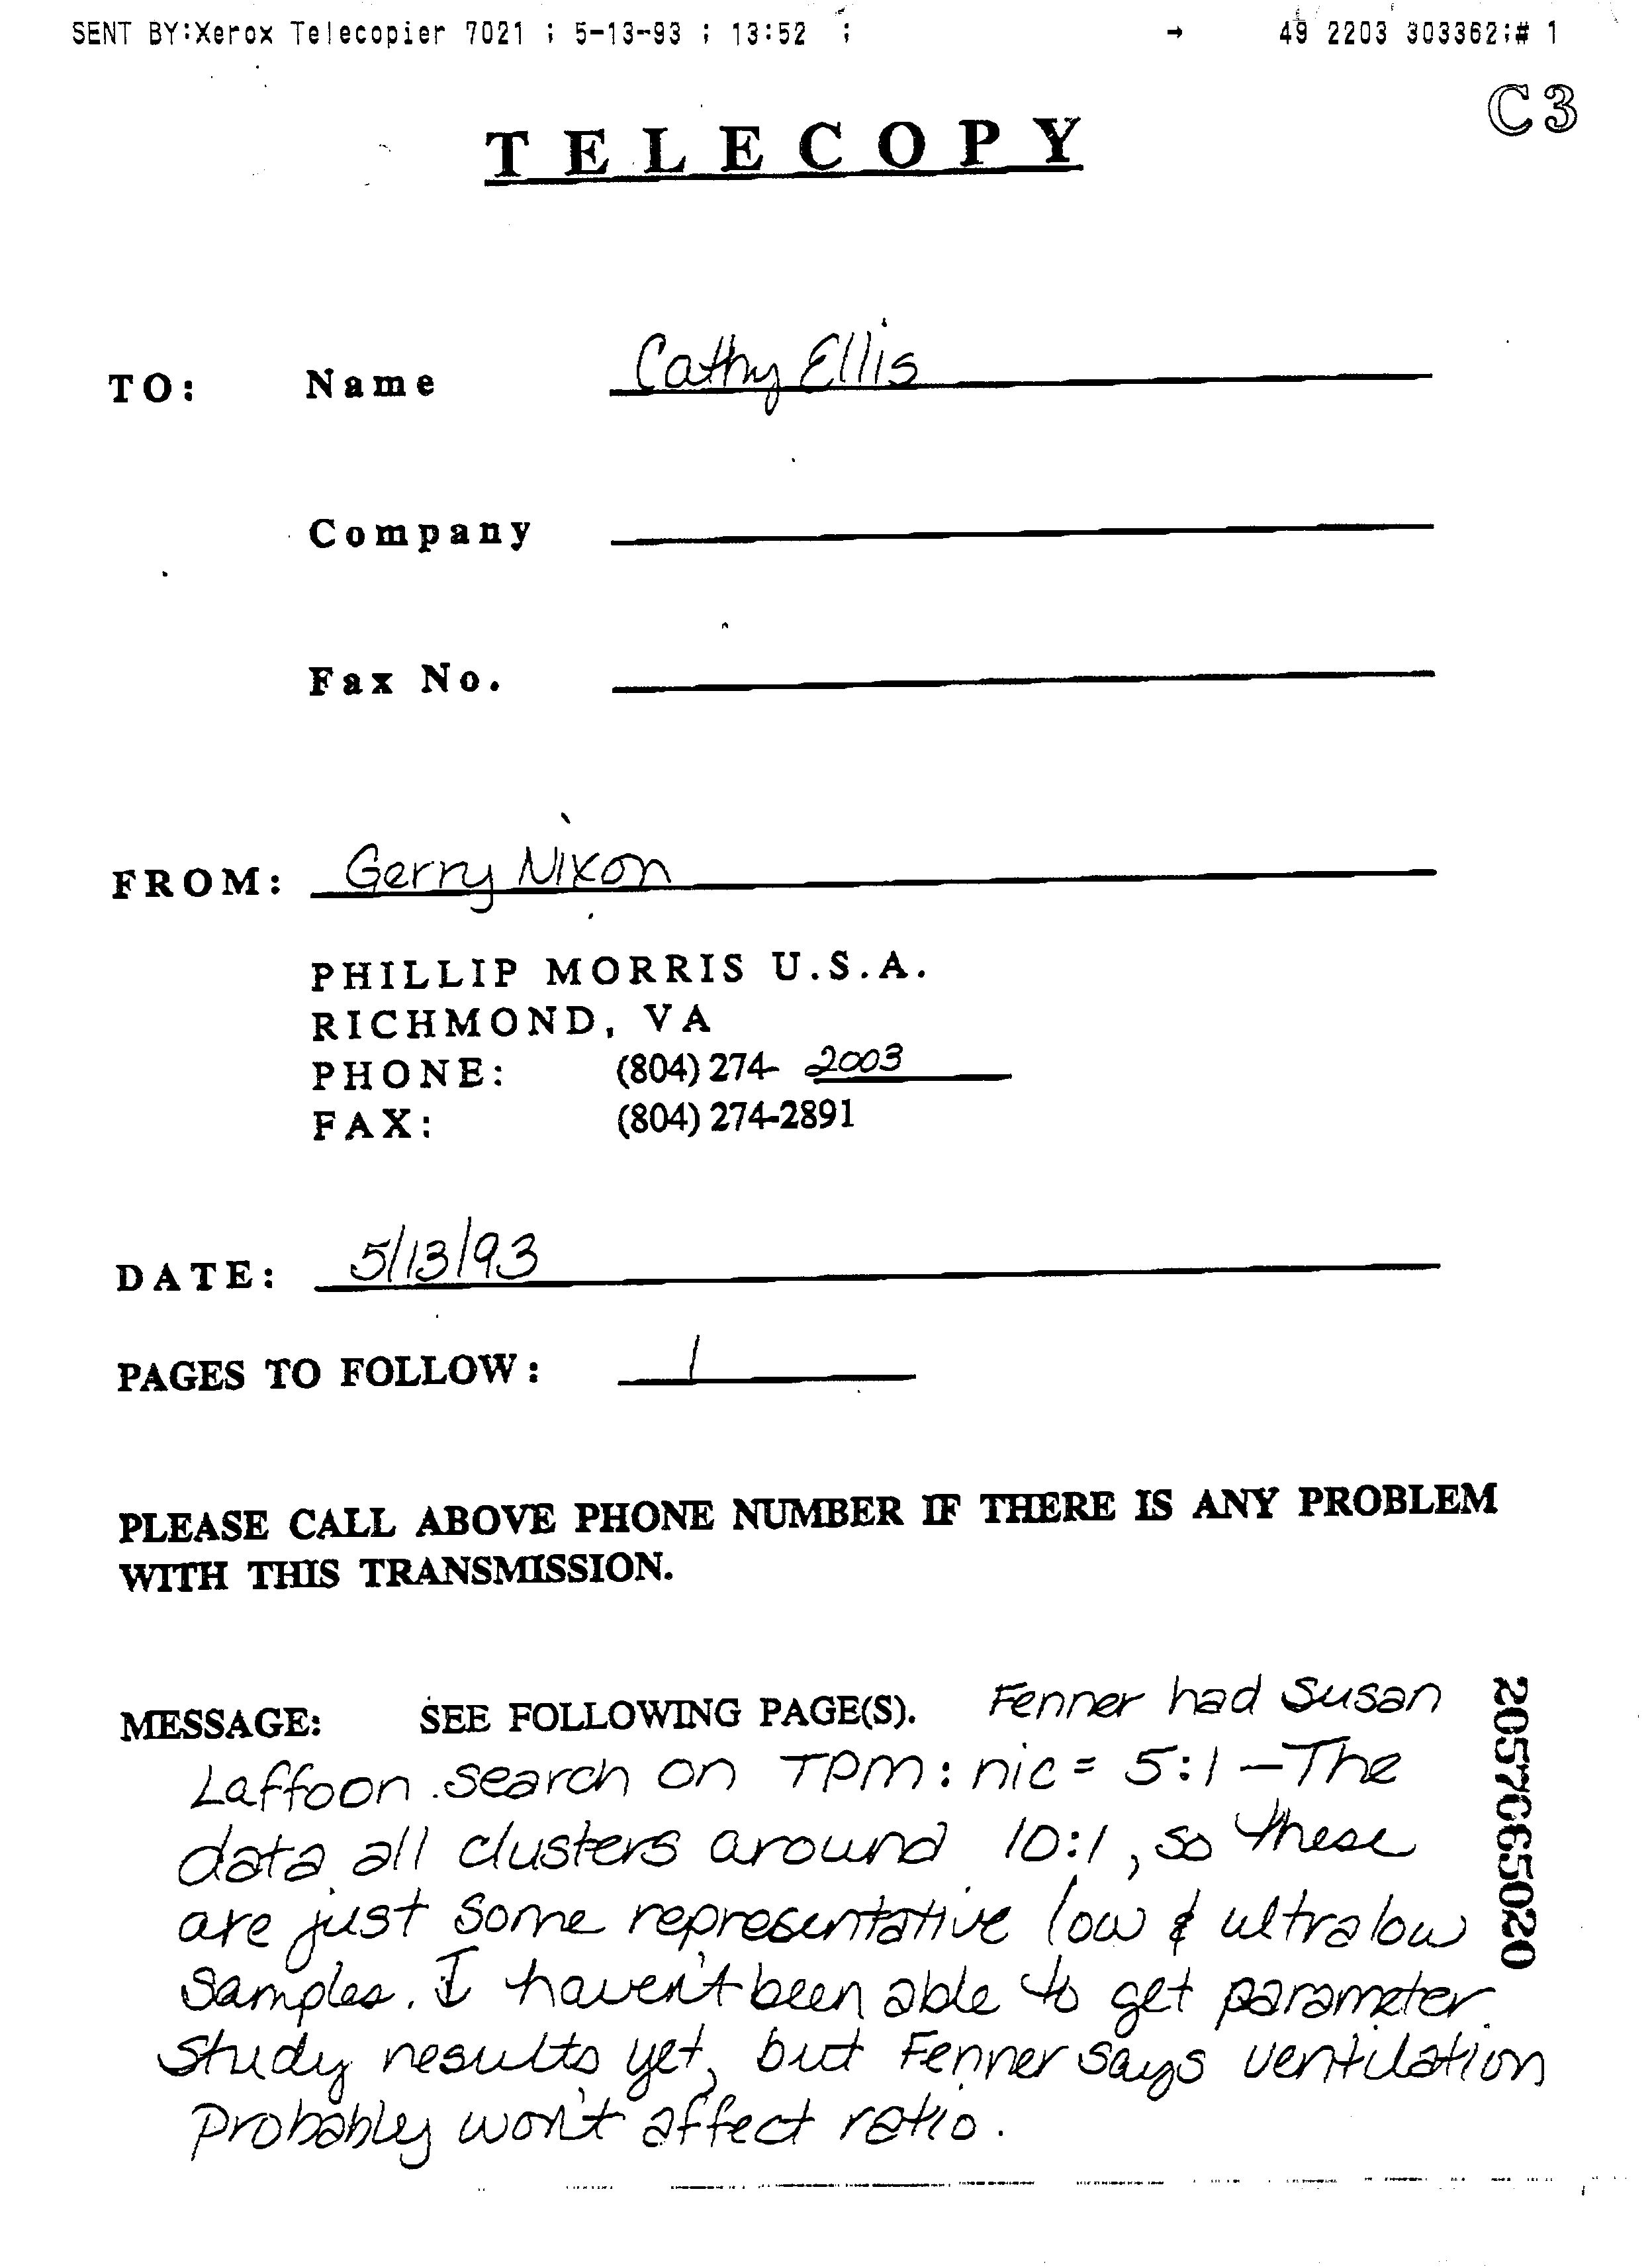 SENT BY:Xerox Telecopier 7021 ; 5-13-93 ; 13:52 ; → 49 2203 303362;# 1
C3
TELECOPY
TO: Name Cathy Ellis
Company
Fax No.
FROM: Gerry Nixon
PHILLIP MORRIS U.S.A.
RICHMOND, VA
PHONE: (804) 274- 2003
FAX: (804) 274-2891
DATE: 5/13/93
PAGES TO FOLLOW: 1
PLEASE CALL ABOVE PHONE NUMBER IF THERE IS ANY PROBLEM
WITH THIS TRANSMISSION.
MESSAGE: SEE FOLLOWING PAGE(S). Fenner had Susan
Laffoon search on TPM: nic = 5:1 – The
data all clusters around 10:1, so these
are just some representative low & ultralow
samples. I haven't been able to get parameter
study results yet, but Fenner says ventilation
probably won't affect ratio.
2057065020